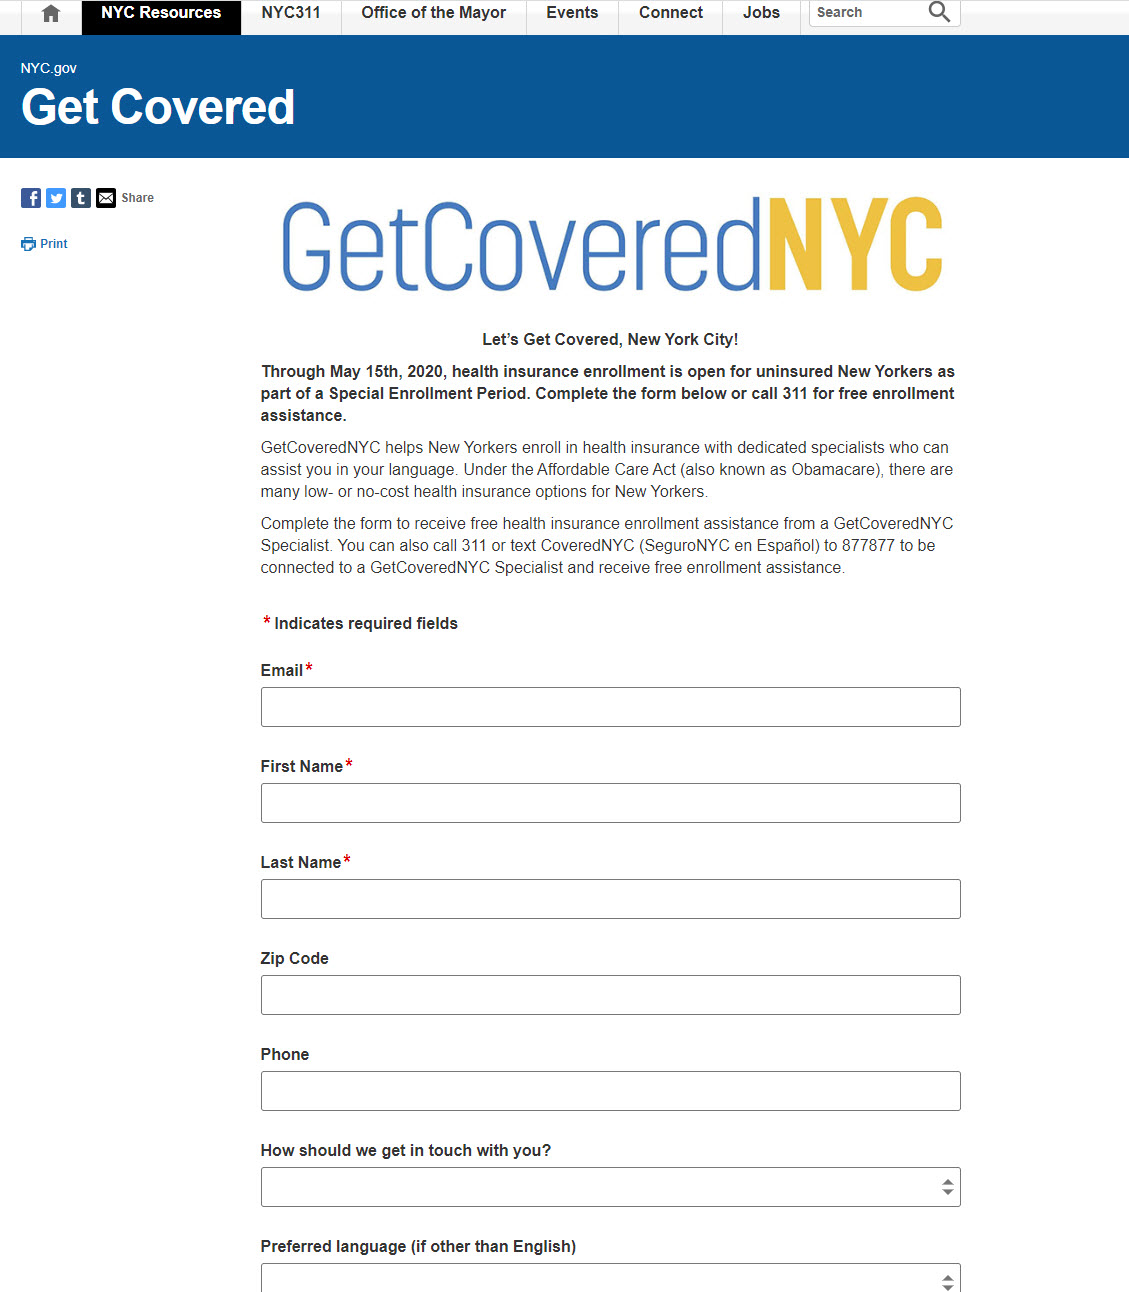 NYC Resources
NYC311
Office of the Mayor
Events
Connect
Jobs
Search
NYC.gov
Get Covered
Share
Print
GetCoveredNYC
Let’s Get Covered, New York City!
Through May 15th, 2020, health insurance enrollment is open for uninsured New Yorkers as
part of a Special Enrollment Period. Complete the form below or call 311 for free enrollment
assistance.
GetCoveredNYC helps New Yorkers enroll in health insurance with dedicated specialists who can
assist you in your language. Under the Affordable Care Act (also known as Obamacare), there are
many low- or no-cost health insurance options for New Yorkers.
Complete the form to receive free health insurance enrollment assistance from a GetCoveredNYC
Specialist. You can also call 311 or text CoveredNYC (SeguroNYC en Español) to 877877 to be
connected to a GetCoveredNYC Specialist and receive free enrollment assistance.
* Indicates required fields
Email*
First Name*
Last Name*
Zip Code
Phone
How should we get in touch with you?
Preferred language (if other than English)